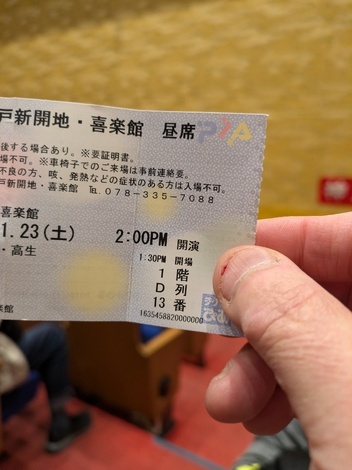 戸新開地・喜楽館 昼席 PIA
後する場合あり。※要証明書。
場不可。※車椅子でのご来場は事前連絡要。
不良の方、咳、発熱などの症状のある方は入場不可。
戸新開地・喜楽館 TEL 078-335-7088
喜楽館
1.23(土) 2:00PM 開演
・高生 1:30PM 開場
1 階
D 列
13 番
楽館 1635458820000000